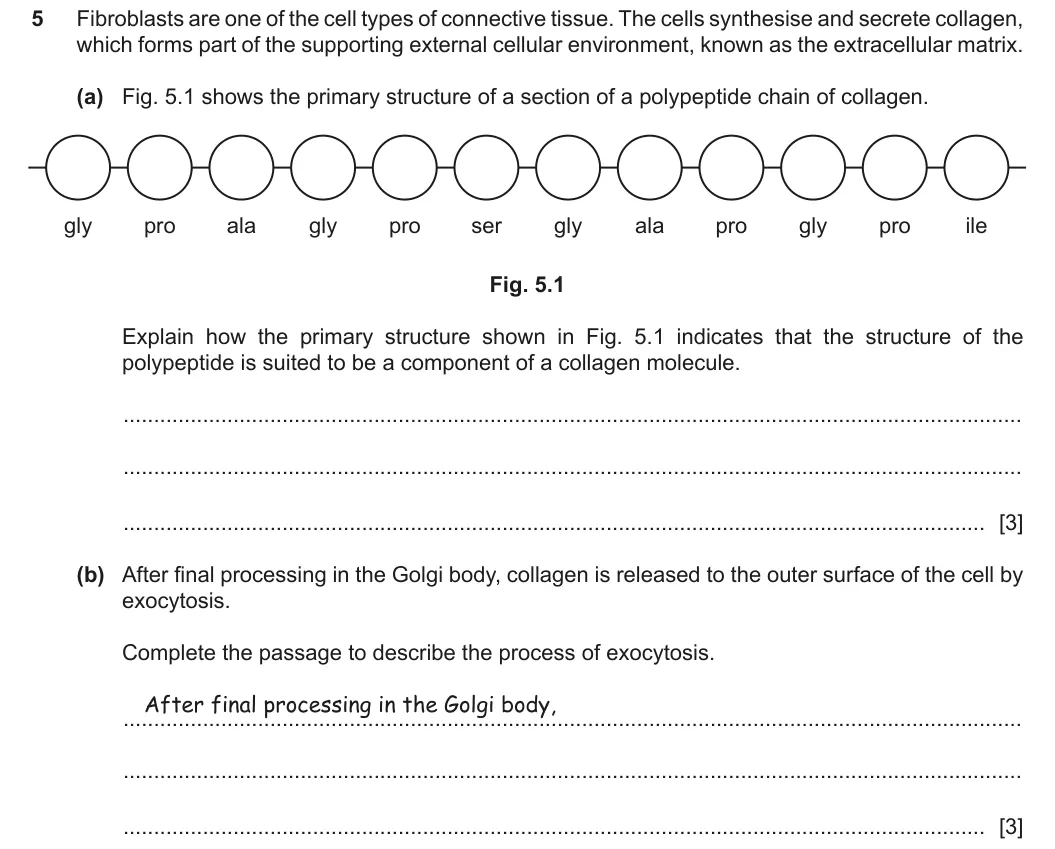 5 Fibroblasts are one of the cell types of connective tissue. The cells synthesise and secrete collagen,
which forms part of the supporting external cellular environment, known as the extracellular matrix.
(a) Fig. 5.1 shows the primary structure of a section of a polypeptide chain of collagen.
gly pro ala gly pro ser gly ala pro gly pro ile
Fig. 5.1
Explain how the primary structure shown in Fig. 5.1 indicates that the structure of the
polypeptide is suited to be a component of a collagen molecule.
[3]
(b) After final processing in the Golgi body, collagen is released to the outer surface of the cell by
exocytosis.
Complete the passage to describe the process of exocytosis.
After final processing in the Golgi body,
[3]